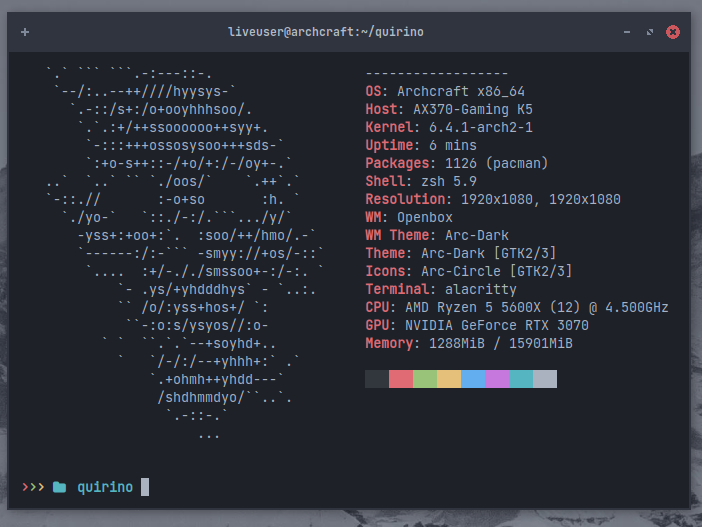 liveuser@archcraft:~/quirino
------------------
OS: Archcraft x86_64
Host: AX370-Gaming K5
Kernel: 6.4.1-arch2-1
Uptime: 6 mins
Packages: 1126 (pacman)
Shell: zsh 5.9
Resolution: 1920x1080, 1920x1080
WM: Openbox
WM Theme: Arc-Dark
Theme: Arc-Dark [GTK2/3]
Icons: Arc-Circle [GTK2/3]
Terminal: alacritty
CPU: AMD Ryzen 5 5600X (12) @ 4.500GHz
GPU: NVIDIA GeForce RTX 3070
Memory: 1288MiB / 15901MiB
>>> quirino